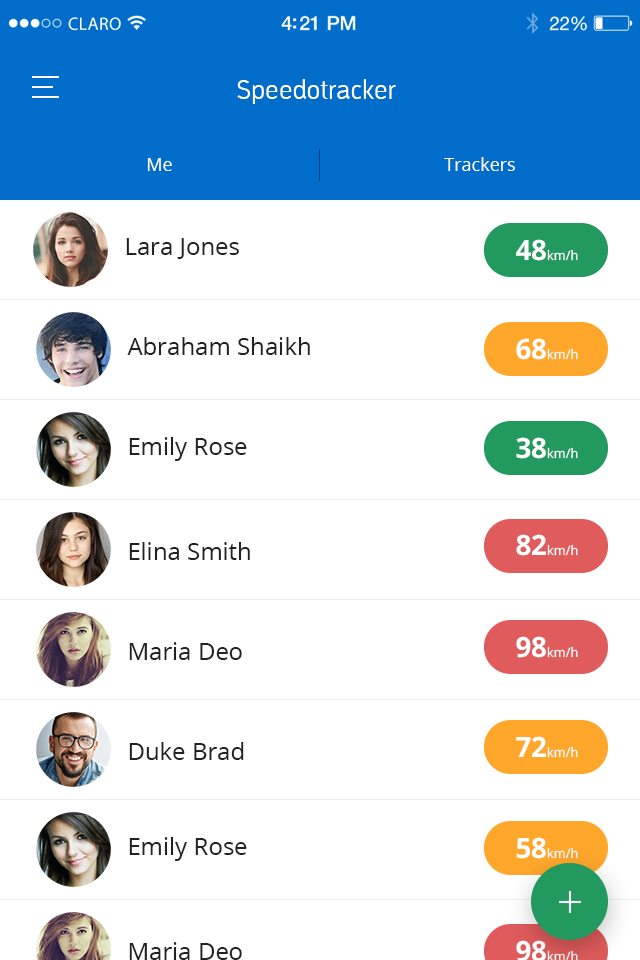 CLARO 4:21 PM 22%
Speedotracker
Me Trackers
Lara Jones 48km/h
Abraham Shaikh 68km/h
Emily Rose 38km/h
Elina Smith 82km/h
Maria Deo 98km/h
Duke Brad 72km/h
Emily Rose 58km/h
Maria Deo 98km/h